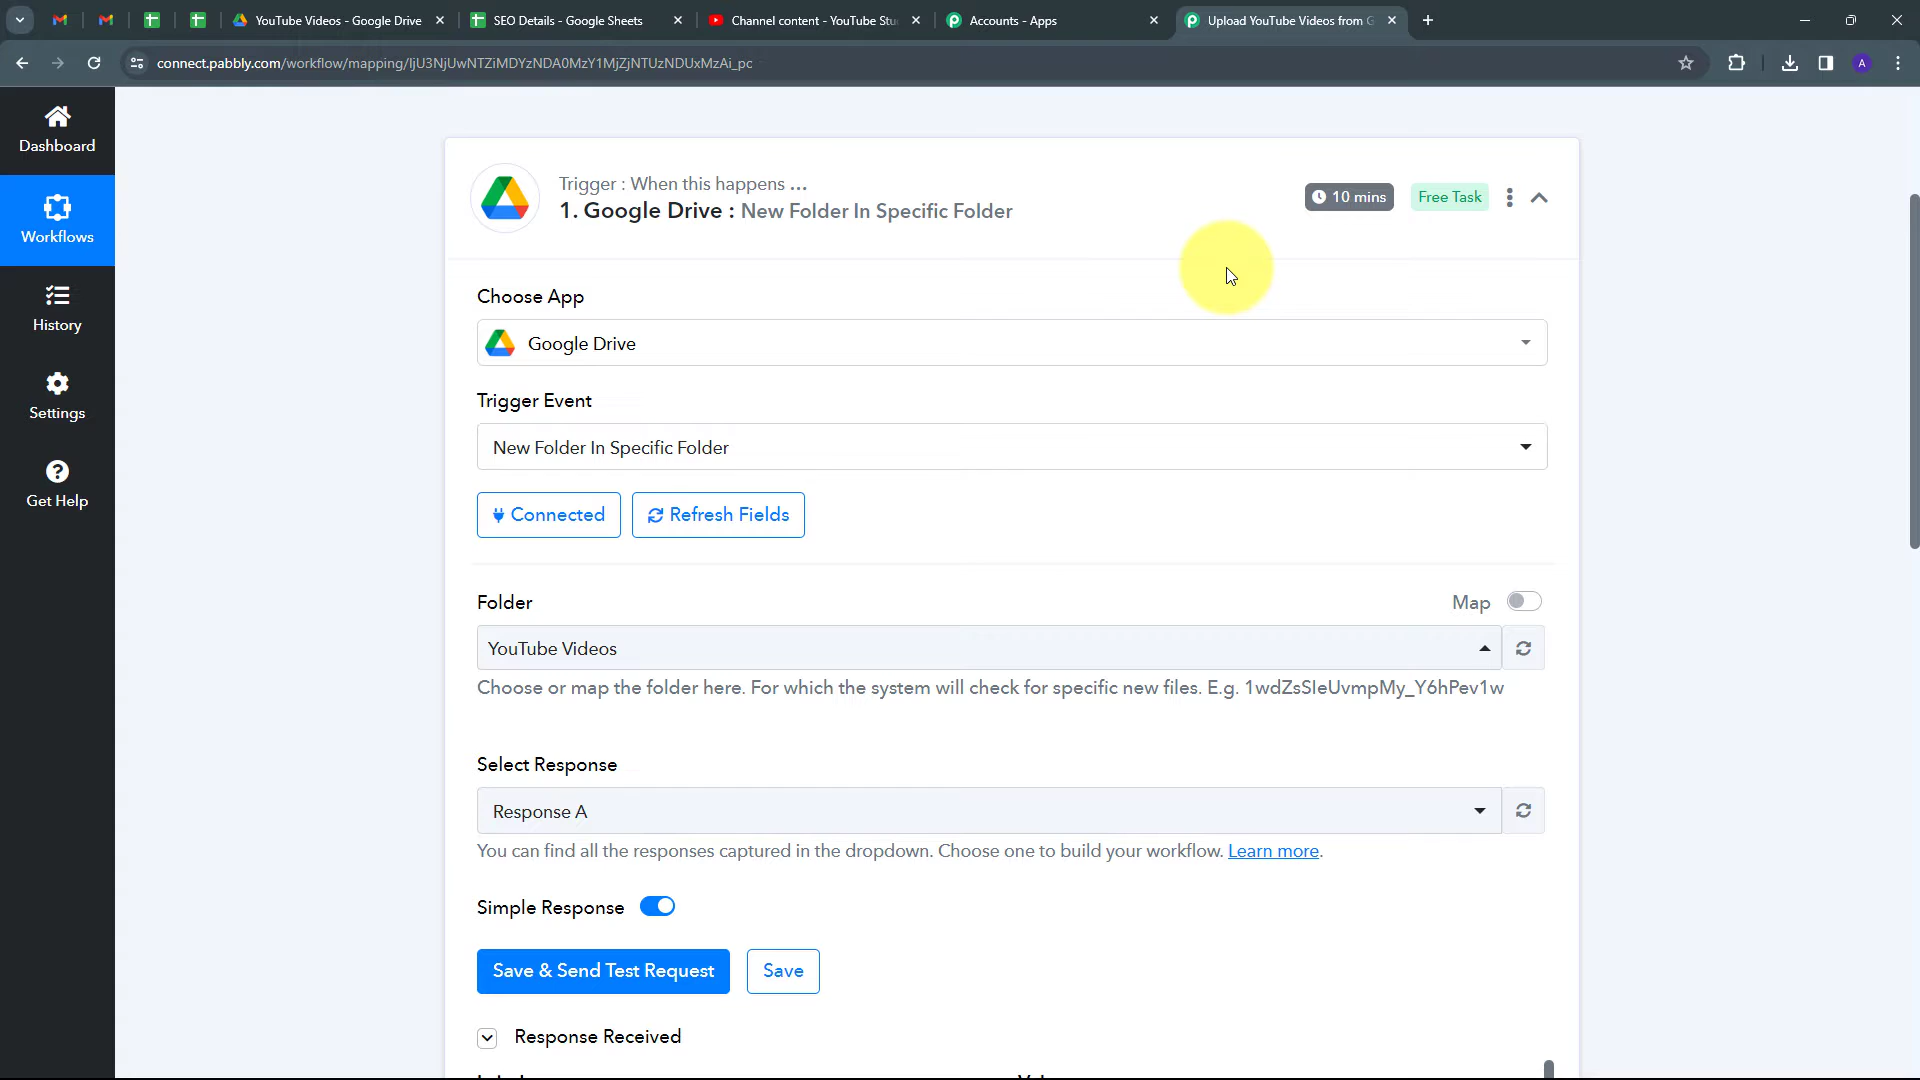 YouTube Videos - Google Drive
SEO Details - Google Sheets
Channel content - YouTube Stu
Accounts - Apps
Upload YouTube Videos from G
connect.pabbly.com/workflow/mapping/IjU3NjUwNTZiMDYzNDA0MzY1MjZjNTUzNDUxMzAi_pc
A
Dashboard
Workflows
History
Settings
Get Help
Trigger : When this happens ...
1. Google Drive : New Folder In Specific Folder
10 mins
Free Task
Choose App
Google Drive
Trigger Event
New Folder In Specific Folder
Connected
Refresh Fields
Folder
Map
YouTube Videos
Choose or map the folder here. For which the system will check for specific new files. E.g. 1wdZsSIeUvmpMy_Y6hPev1w
Select Response
Response A
You can find all the responses captured in the dropdown. Choose one to build your workflow. Learn more.
Simple Response
Save & Send Test Request
Save
Response Received